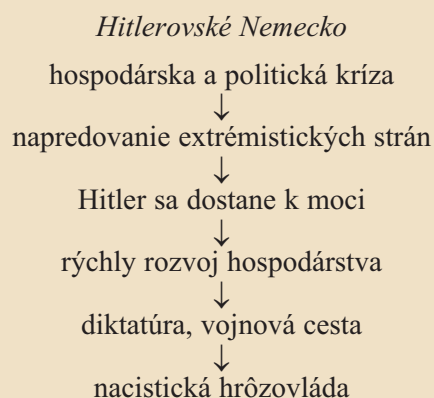 Hitlerovské Nemecko
hospodárska a politická kríza
↓
napredovanie extrémistických strán
↓
Hitler sa dostane k moci
↓
rýchly rozvoj hospodárstva
↓
diktatúra, vojnová cesta
↓
nacistická hrôzovláda